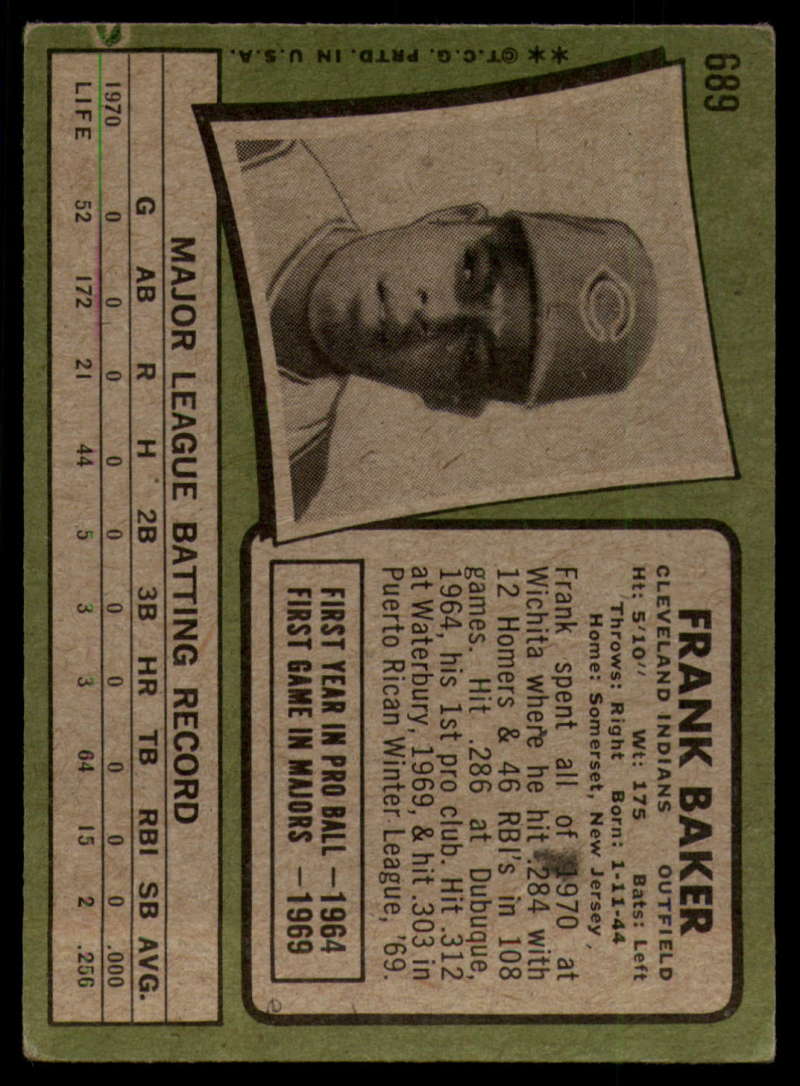 689
✶✶ ©T.C.G. PRTD. IN U.S.A.
FRANK BAKER
CLEVELAND INDIANS OUTFIELD
Ht: 5'10" Wt: 175 Bats: Left
Throws: Right Born: 1-11-44
Home: Somerset, New Jersey
Frank spent all of 1970 at
Wichita where he hit .284 with
12 Homers & 46 RBI's in 108
games. Hit .286 at Dubuque,
1964, his 1st pro club. Hit .312
at Waterbury, 1969, & hit .303 in
Puerto Rican Winter League, '69.
FIRST YEAR IN PRO BALL —1964
FIRST GAME IN MAJORS —1969
MAJOR LEAGUE BATTING RECORD
G AB R H 2B 3B HR TB RBI SB AVG.
1970 0 0 0 0 0 0 0 0 0 0 .000
LIFE 52 172 21 44 5 3 3 64 15 2 .256